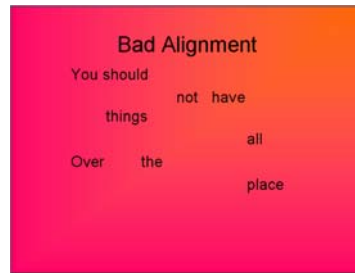 Bad Alignment
You should
not have
things
all
Over the
place